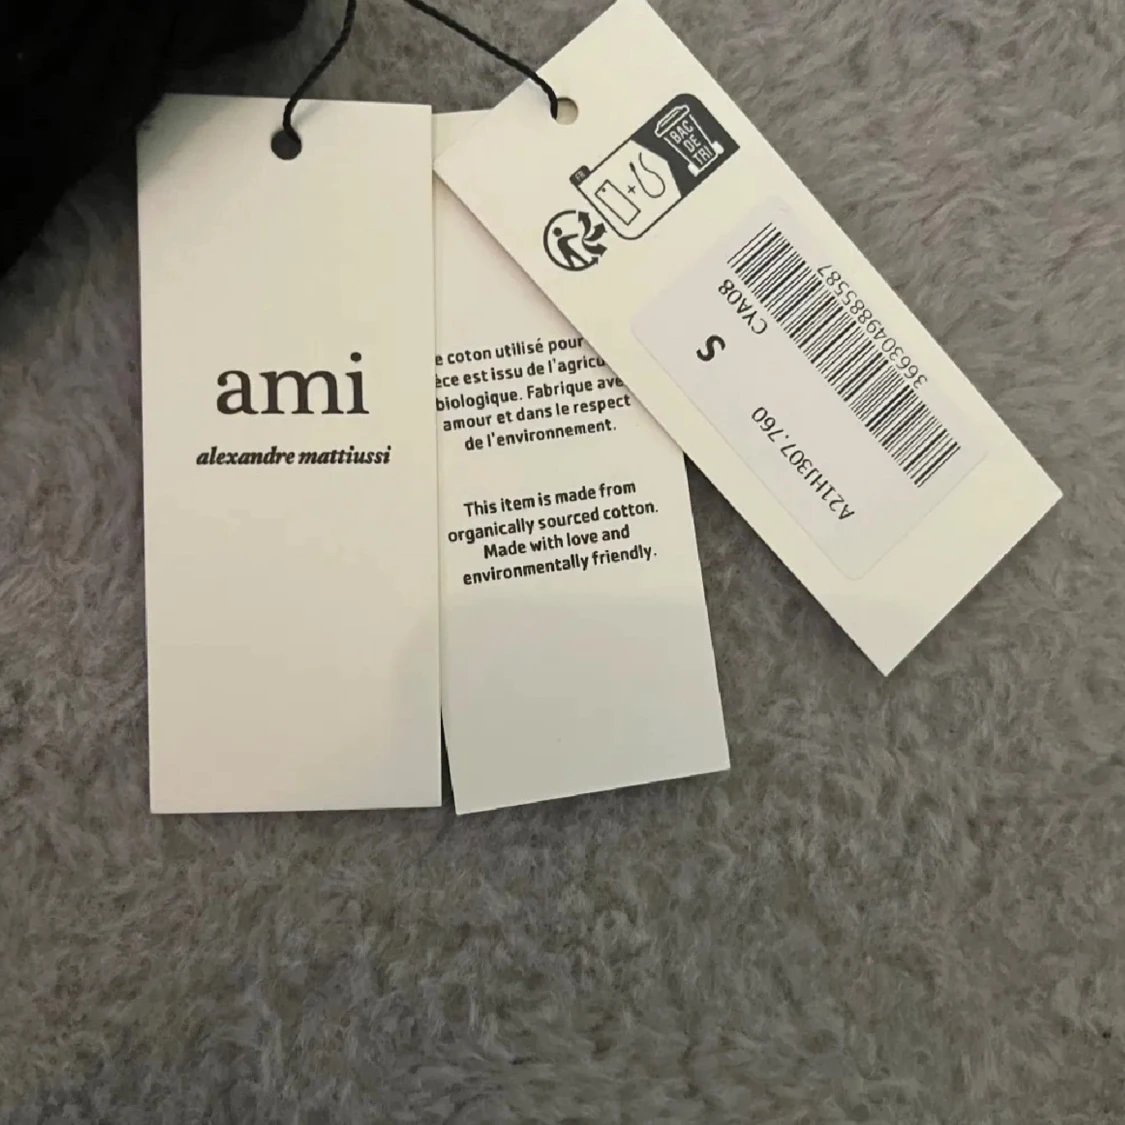 ami
alexandre mattiussi
e coton utilisé pour
èce est issu de l'agricu
biologique. Fabrique ave
amour et dans le respect
de l'environnement.
This item is made from
organically sourced cotton.
Made with love and
environmentally friendly.
FR
BAC
DE
TRI
3663049885587
CYA08
S
A21HJ307.760